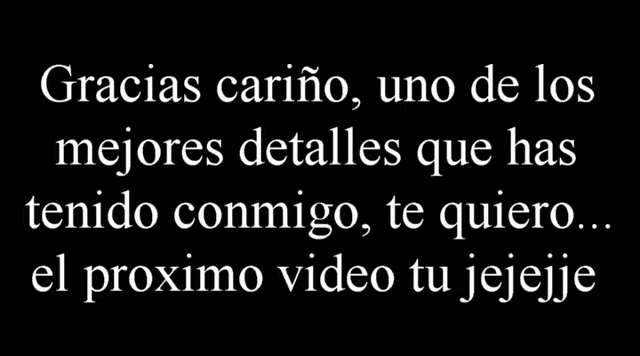 Gracias cariño, uno de los
mejores detalles que has
tenido conmigo, te quiero...
el proximo video tu jejejje